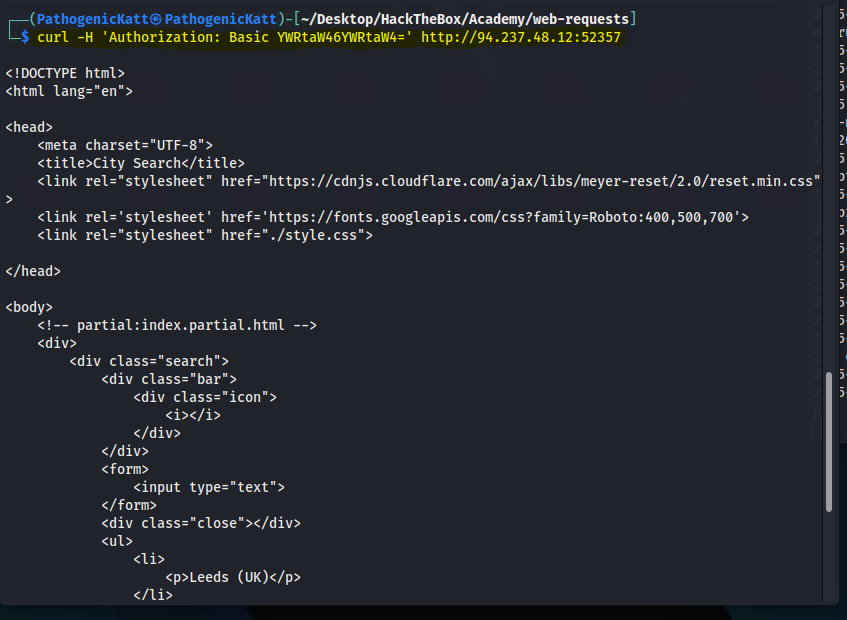 ┌──(PathogenicKatt㉿PathogenicKatt)-[~/Desktop/HackTheBox/Academy/web-requests]
└─$ curl -H 'Authorization: Basic YWRtaW46YWRtaW4=' http://94.237.48.12:52357
<!DOCTYPE html>
<html lang="en">
<head>
<meta charset="UTF-8">
<title>City Search</title>
<link rel="stylesheet" href="https://cdnjs.cloudflare.com/ajax/libs/meyer-reset/2.0/reset.min.css"
>
<link rel='stylesheet' href='https://fonts.googleapis.com/css?family=Roboto:400,500,700'>
<link rel="stylesheet" href="./style.css">
</head>
<body>
<!-- partial:index.partial.html -->
<div>
<div class="search">
<div class="bar">
<div class="icon">
<i></i>
</div>
</div>
<form>
<input type="text">
</form>
<div class="close"></div>
<ul>
<li>
<p>Leeds (UK)</p>
</li>